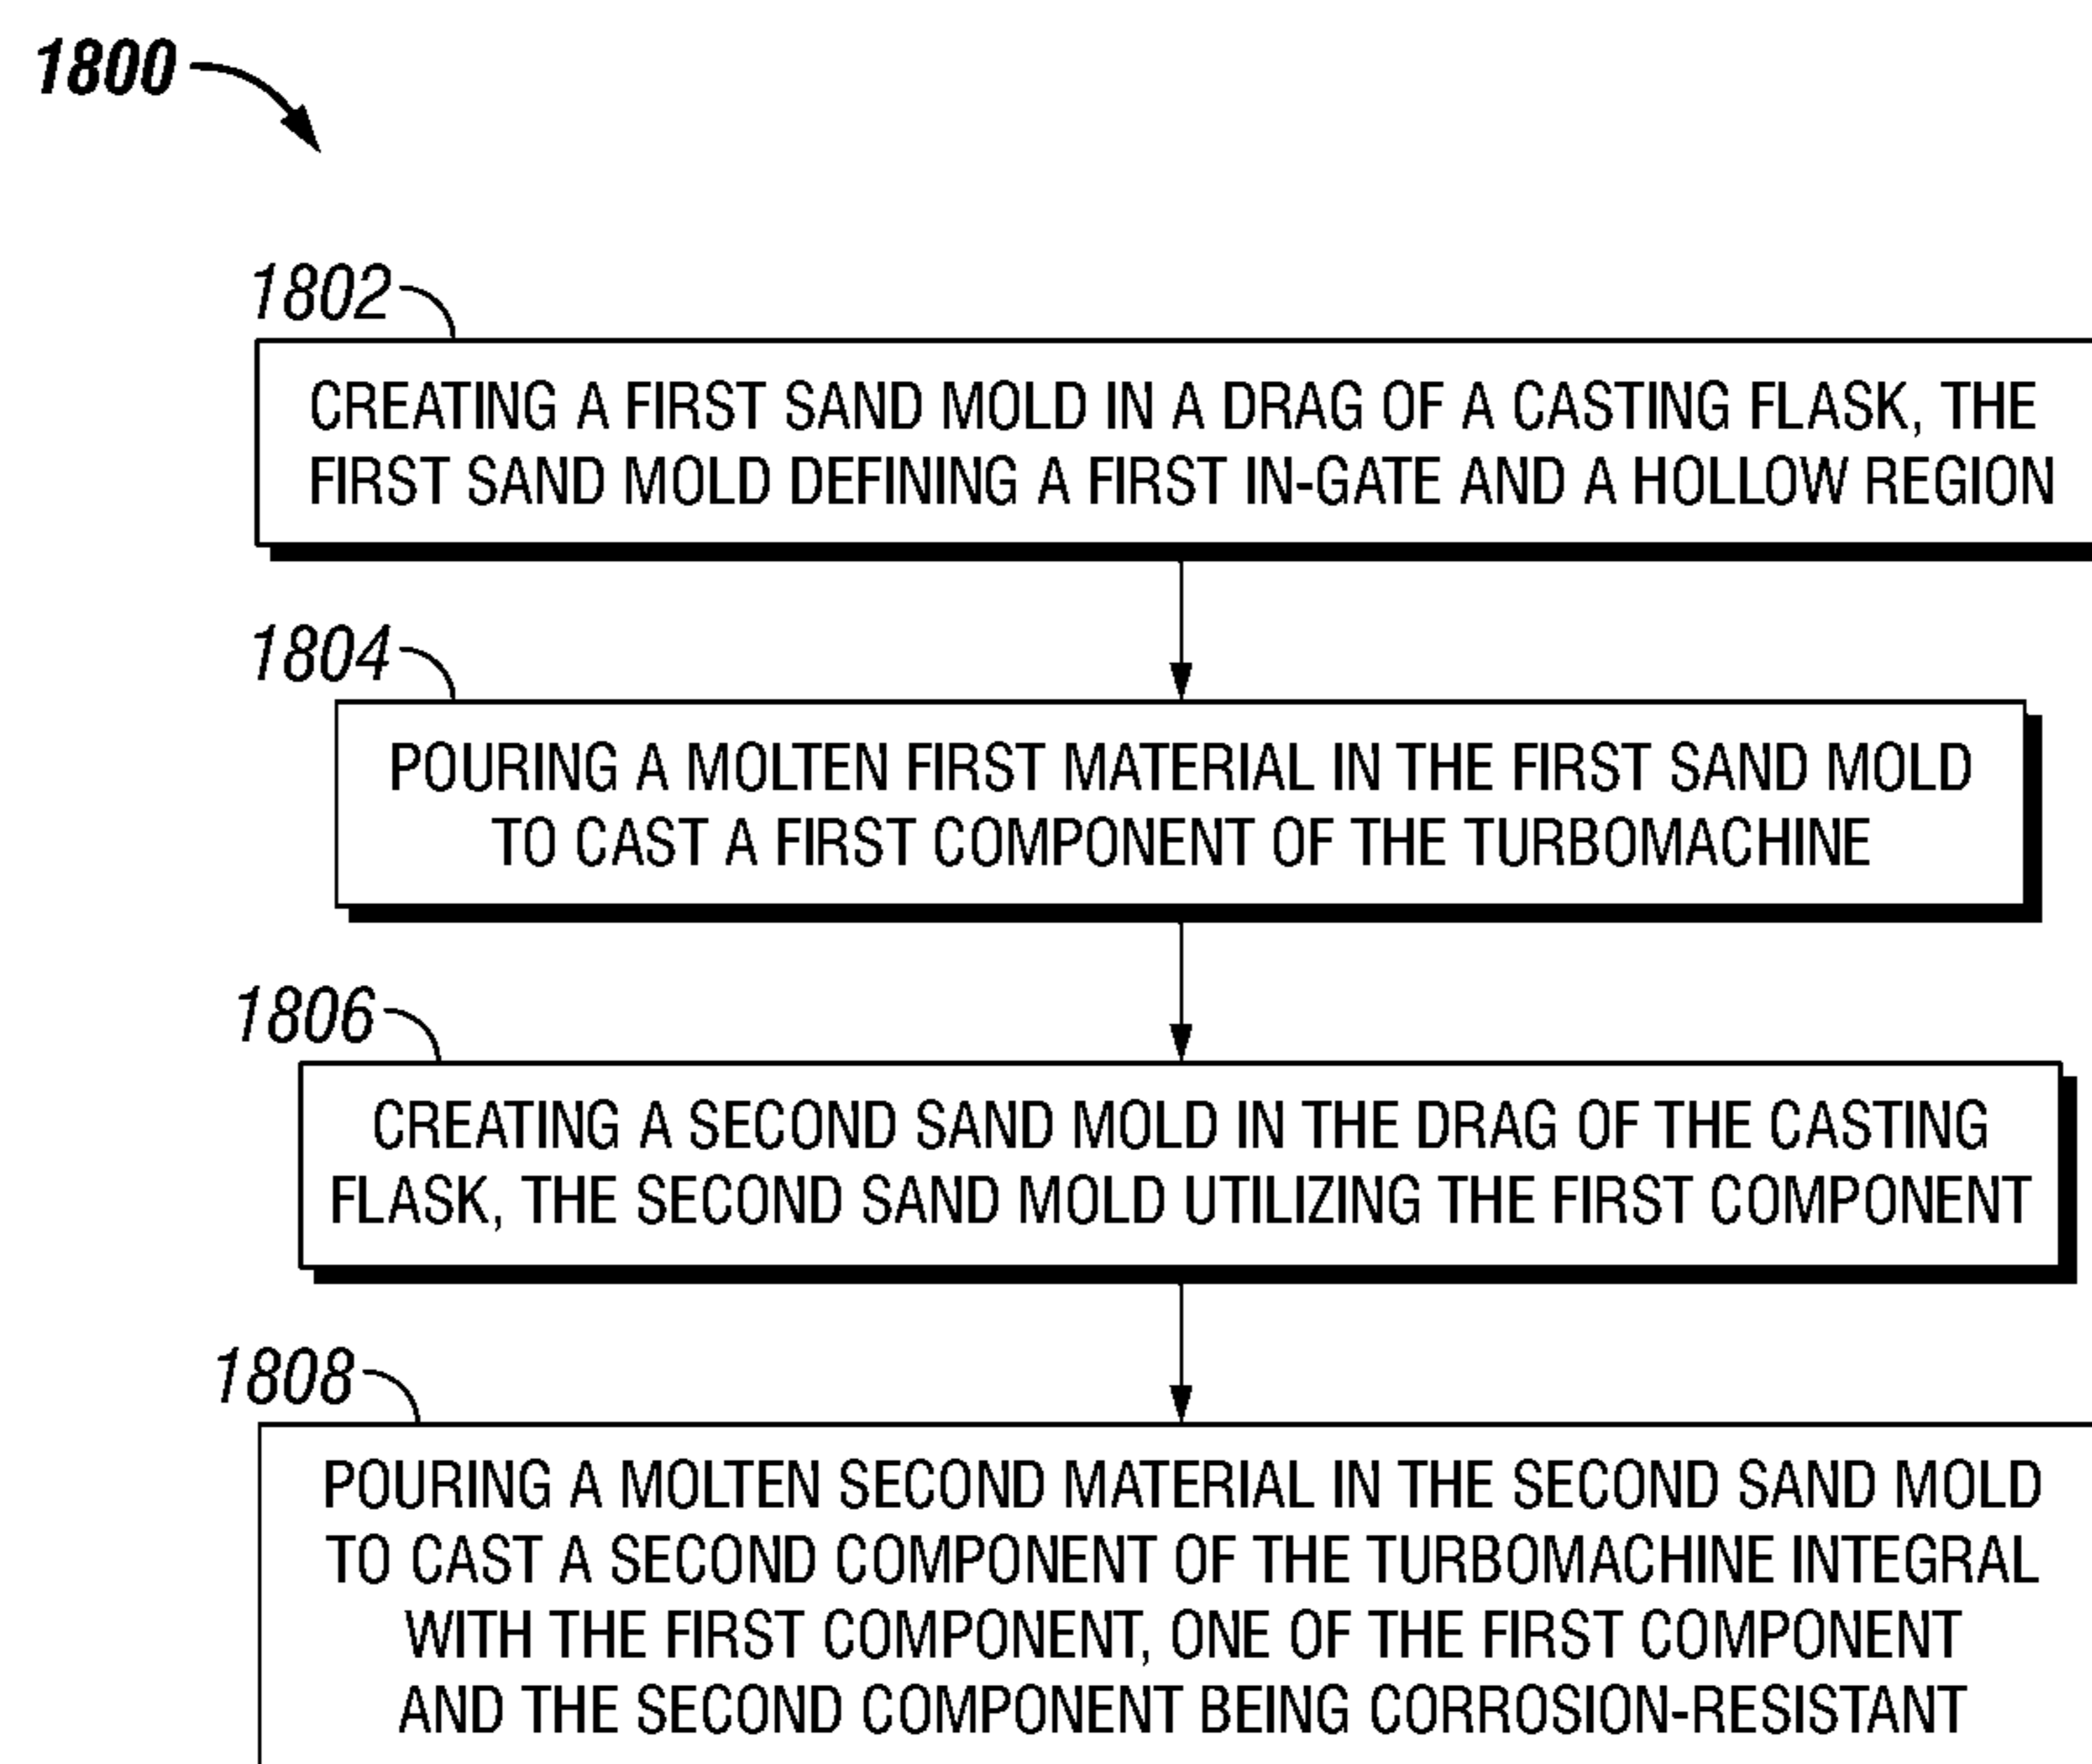 1800
1802
CREATING A FIRST SAND MOLD IN A DRAG OF A CASTING FLASK, THE
FIRST SAND MOLD DEFINING A FIRST IN-GATE AND A HOLLOW REGION
1804
POURING A MOLTEN FIRST MATERIAL IN THE FIRST SAND MOLD
TO CAST A FIRST COMPONENT OF THE TURBOMACHINE
1806
CREATING A SECOND SAND MOLD IN THE DRAG OF THE CASTING
FLASK, THE SECOND SAND MOLD UTILIZING THE FIRST COMPONENT
1808
POURING A MOLTEN SECOND MATERIAL IN THE SECOND SAND MOLD
TO CAST A SECOND COMPONENT OF THE TURBOMACHINE INTEGRAL
WITH THE FIRST COMPONENT, ONE OF THE FIRST COMPONENT
AND THE SECOND COMPONENT BEING CORROSION-RESISTANT